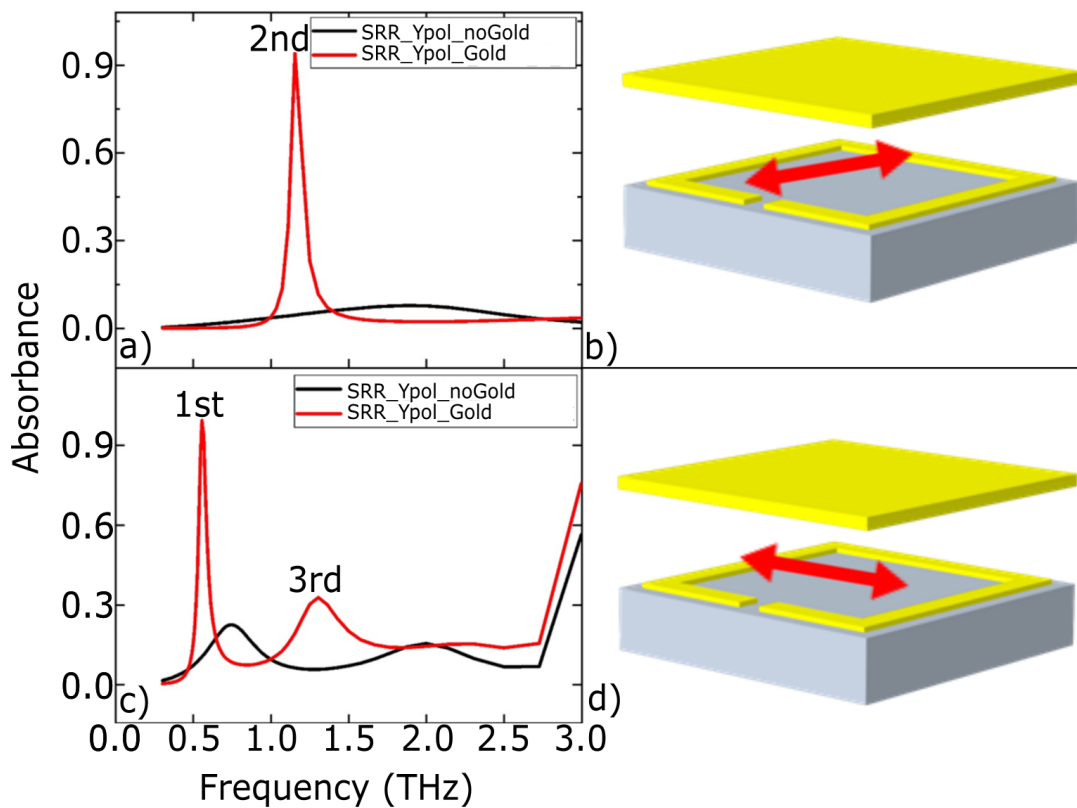 2nd
SRR_Ypol_noGold
SRR_Ypol_Gold
0.9
0.6
0.3
0.0
a)
b)
Absorbance
1st
3rd
SRR_Ypol_noGold
SRR_Ypol_Gold
0.9
0.6
0.3
0.0
c)
d)
0.0 0.5 1.0 1.5 2.0 2.5 3.0
Frequency (THz)